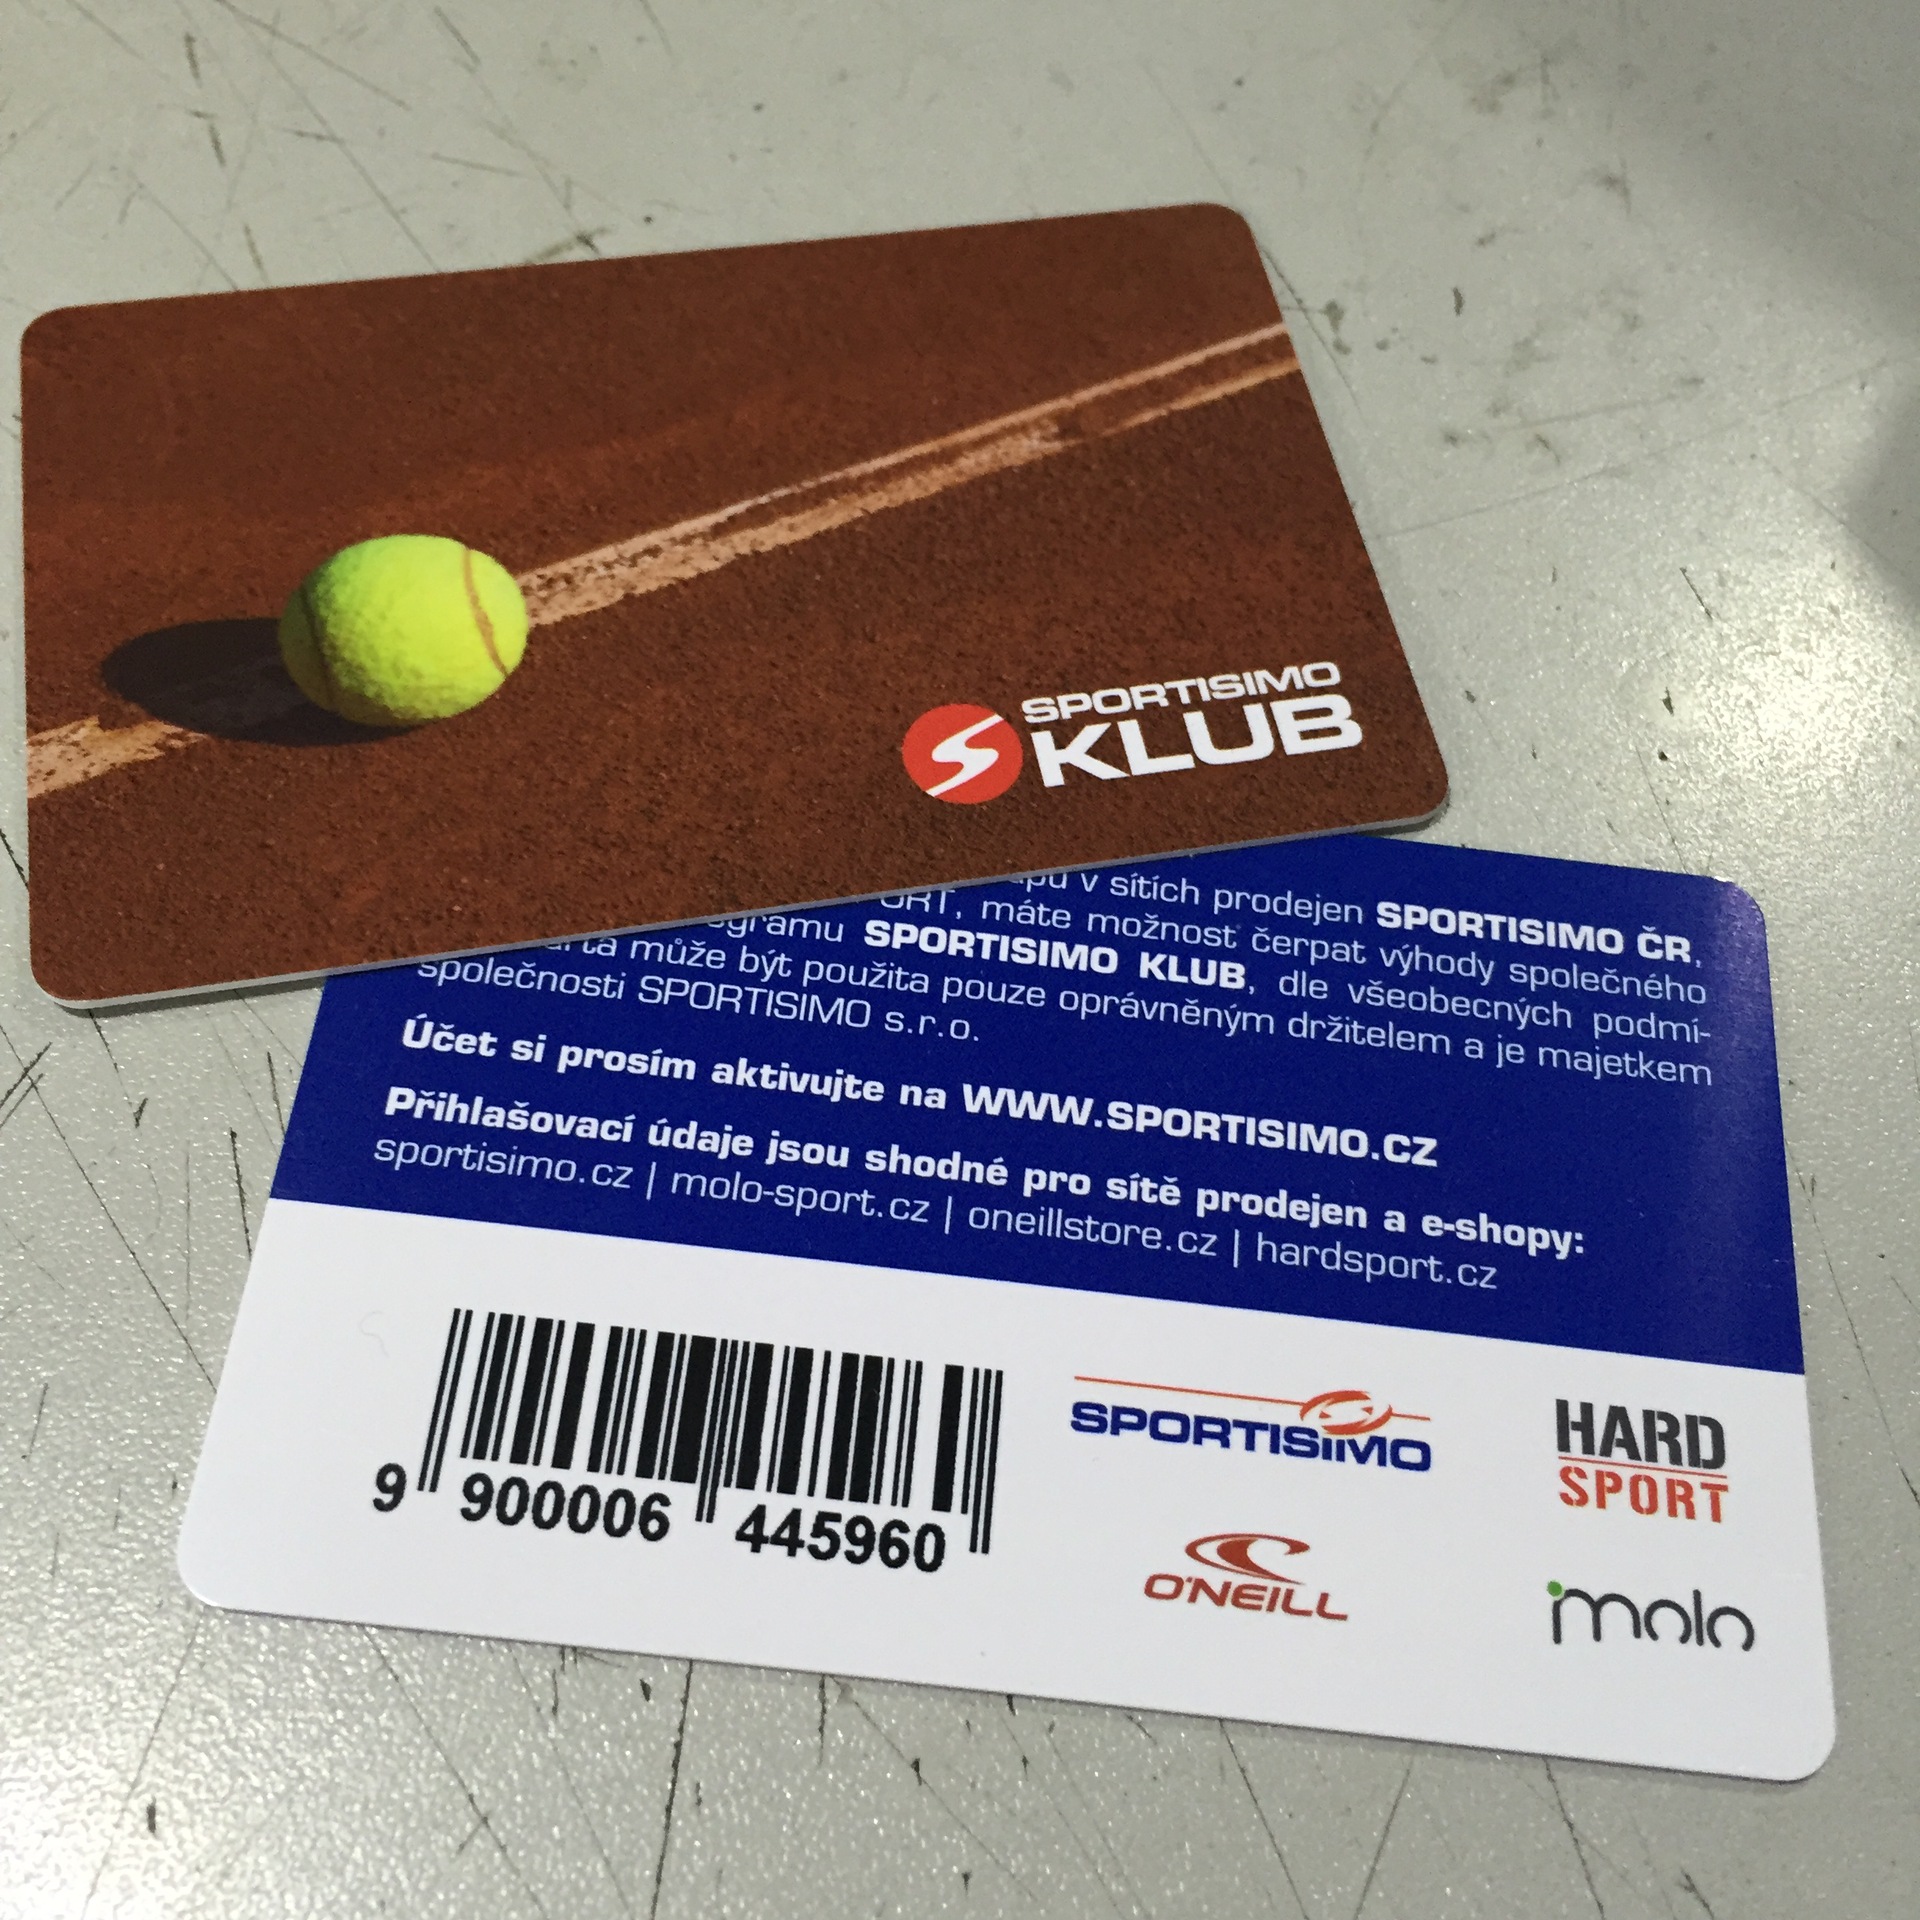 SPORTISIMO
KLUB
v sítích prodejen SPORTISIMO ČR,
máte možnost čerpat výhody společného
SPORTISIMO KLUB, dle všeobecných podmí-
může být použita pouze oprávněným držitelem a je majetkem
společnosti SPORTISIMO s.r.o.
Účet si prosím aktivujte na WWW.SPORTISIMO.CZ
Přihlašovací údaje jsou shodné pro sítě prodejen a e-shopy:
sportisimo.cz | molo-sport.cz | oneillstore.cz | hardsport.cz
9 900006 445960
SPORTISIMO
HARD
SPORT
O'NEILL
molo